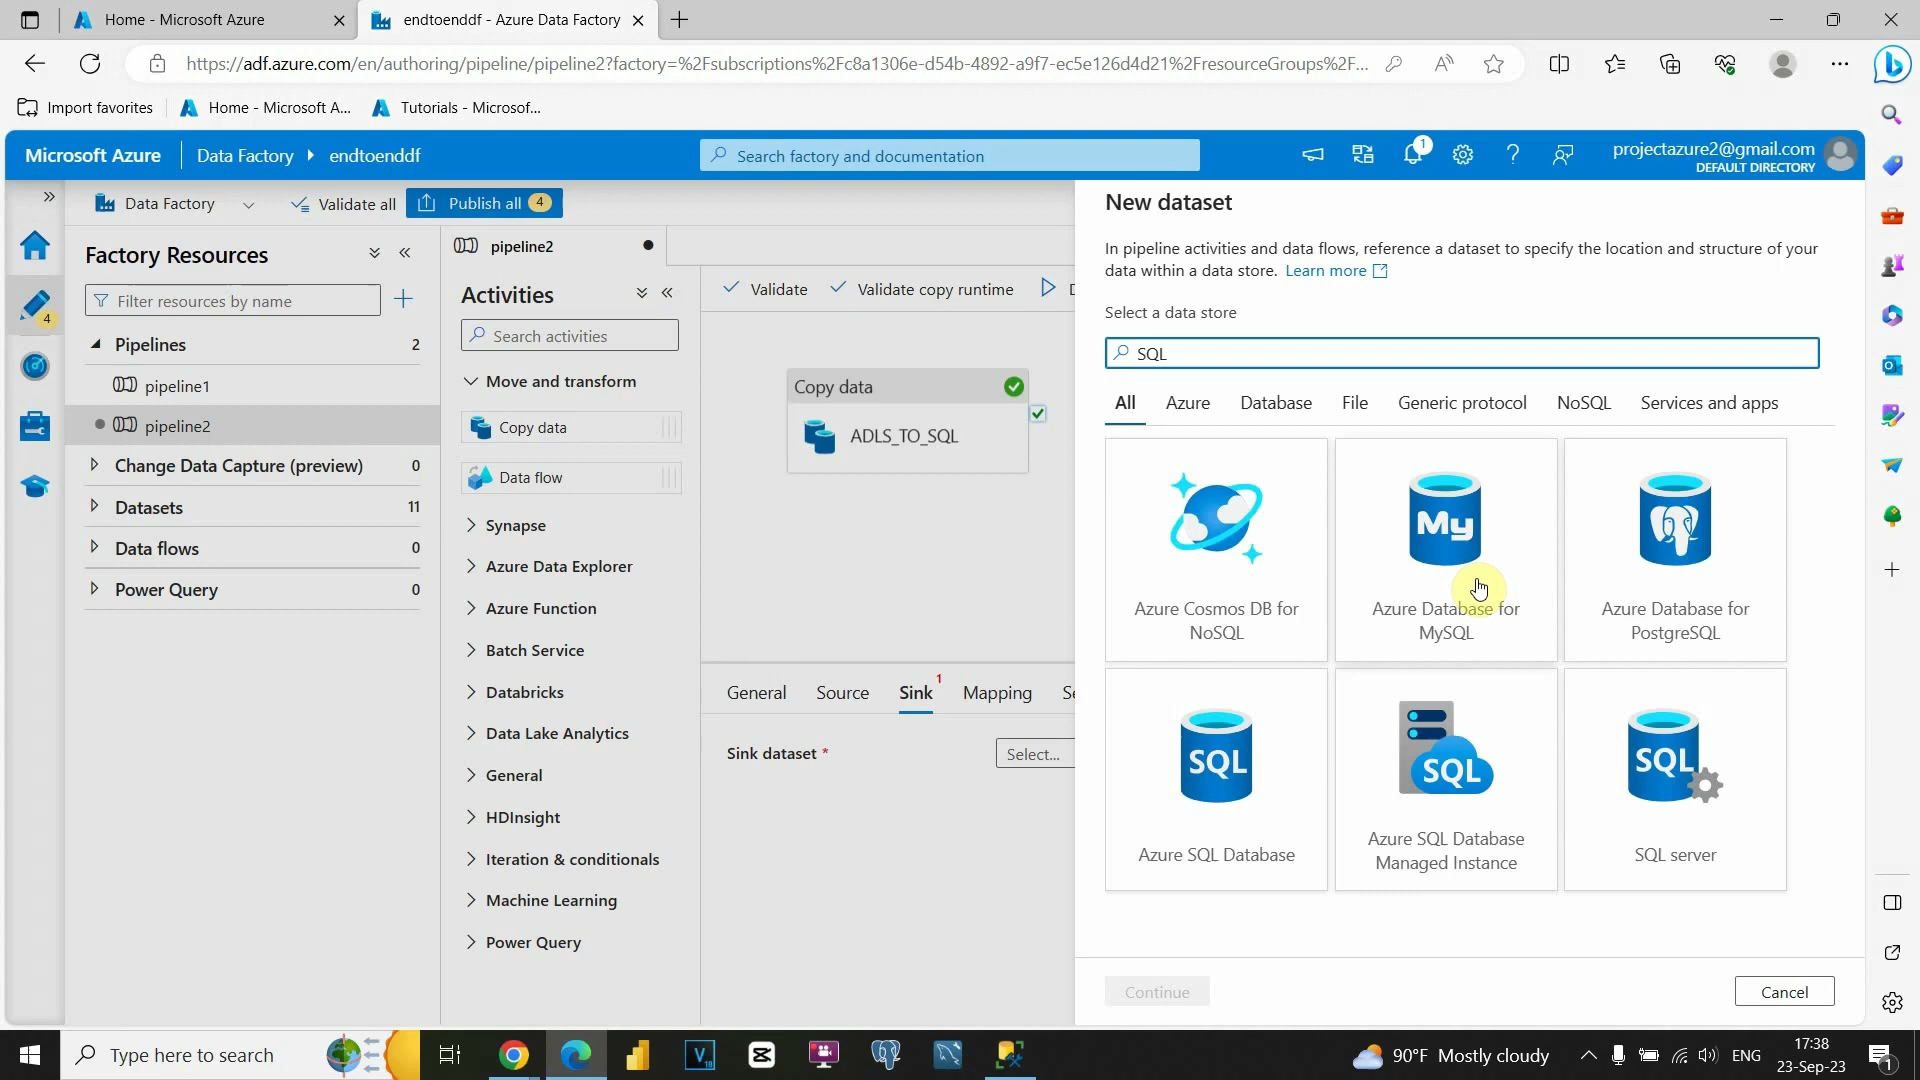 Home - Microsoft Azure
endtoenddf - Azure Data Factory
https://adf.azure.com/en/authoring/pipeline/pipeline2?factory=%2Fsubscriptions%2Fc8a1306e-d54b-4892-a9f7-ec5e126d4d21%2FresourceGroups%2F...
Import favorites
Home - Microsoft A...
Tutorials - Microsof...
Microsoft Azure
Data Factory
endtoenddf
Search factory and documentation
1
projectazure2@gmail.com
DEFAULT DIRECTORY
Data Factory
Validate all
Publish all 4
4
Factory Resources
Filter resources by name
Pipelines 2
pipeline1
pipeline2
Change Data Capture (preview) 0
Datasets 11
Data flows 0
Power Query 0
pipeline2
Activities
Search activities
Move and transform
Copy data
Data flow
Synapse
Azure Data Explorer
Azure Function
Batch Service
Databricks
Data Lake Analytics
General
HDInsight
Iteration & conditionals
Machine Learning
Power Query
Validate
Validate copy runtime
D
Copy data
ADLS_TO_SQL
General
Source
Sink 1
Mapping
Se
Sink dataset *
Select...
New dataset
In pipeline activities and data flows, reference a dataset to specify the location and structure of your
data within a data store. Learn more
Select a data store
SQL
All
Azure
Database
File
Generic protocol
NoSQL
Services and apps
Azure Cosmos DB for
NoSQL
My
Azure Database for
MySQL
Azure Database for
PostgreSQL
SQL
Azure SQL Database
SQL
Azure SQL Database
Managed Instance
SQL
SQL server
Continue
Cancel
Type here to search
90°F Mostly cloudy
ENG
17:38
23-Sep-23
1